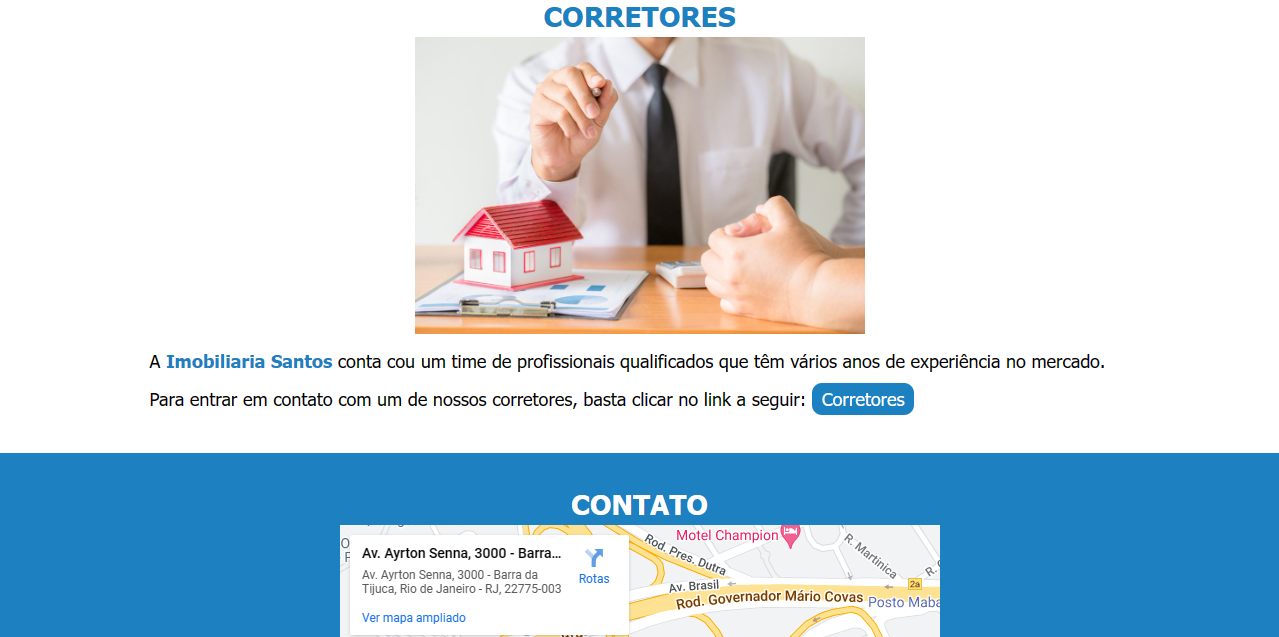 CORRETORES
A Imobiliaria Santos conta cou um time de profissionais qualificados que têm vários anos de experiência no mercado.
Para entrar em contato com um de nossos corretores, basta clicar no link a seguir: Corretores
CONTATO
Motel Champion
Av. Ayrton Senna, 3000 - Barra...
Av. Ayrton Senna, 3000 - Barra da
Tijuca, Rio de Janeiro - RJ, 22775-003
Rotas
Ver mapa ampliado
Rod. Pres. Dutra
R. Martinica
Av. Brasil
2a
Rod. Governador Mário Covas
Posto Maba